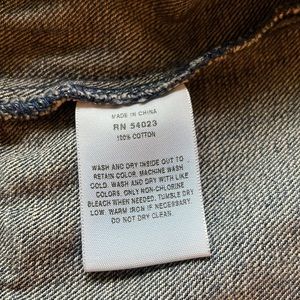 MADE IN CHINA
RN 54023
100% COTTON
WASH AND DRY INSIDE OUT TO
RETAIN COLOR. MACHINE WASH
COLD. WASH AND DRY WITH LIKE
COLORS. ONLY NON-CHLORINE
BLEACH WHEN NEEDED. TUMBLE DRY
LOW. WARM IRON IF NECESSARY.
DO NOT DRY CLEAN.